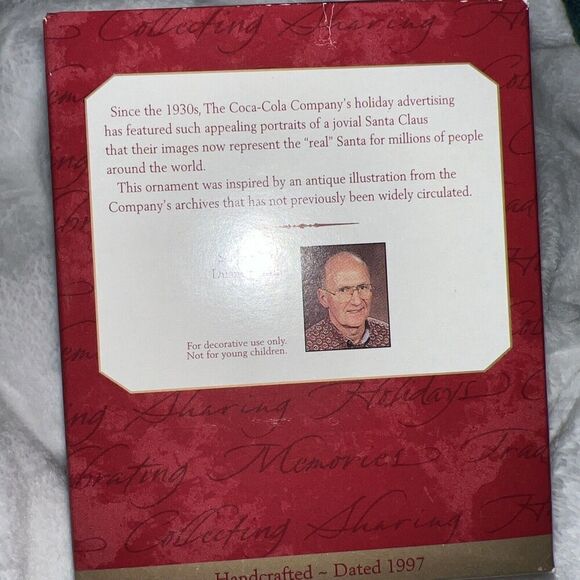 Collecting Sharing
Since the 1930s, The Coca-Cola Company's holiday advertising
has featured such appealing portraits of a jovial Santa Claus
that their images now represent the "real" Santa for millions of people
around the world.
This ornament was inspired by an antique illustration from the
Company's archives that has not previously been widely circulated.
For decorative use only.
Not for young children.
Sharing Holidays
Memories
Collecting Sharing
Handcrafted ~ Dated 1997